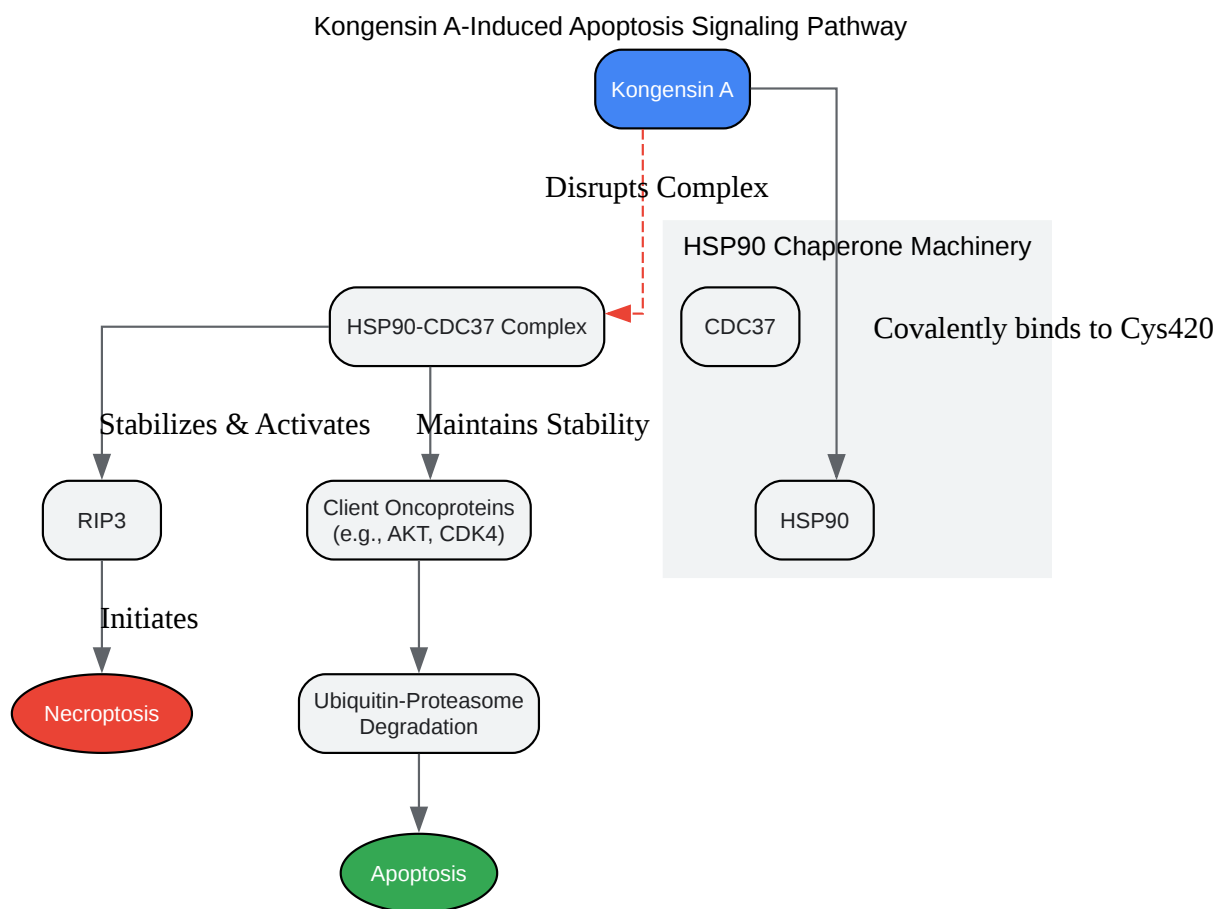 Kongensin A-Induced Apoptosis Signaling Pathway
Kongensin A
Disrupts Complex
HSP90 Chaperone Machinery
HSP90-CDC37 Complex
CDC37
Covalently binds to Cys420
Stabilizes & Activates
Maintains Stability
RIP3
Client Oncoproteins
(e.g., AKT, CDK4)
HSP90
Initiates
Necroptosis
Ubiquitin-Proteasome
Degradation
Apoptosis